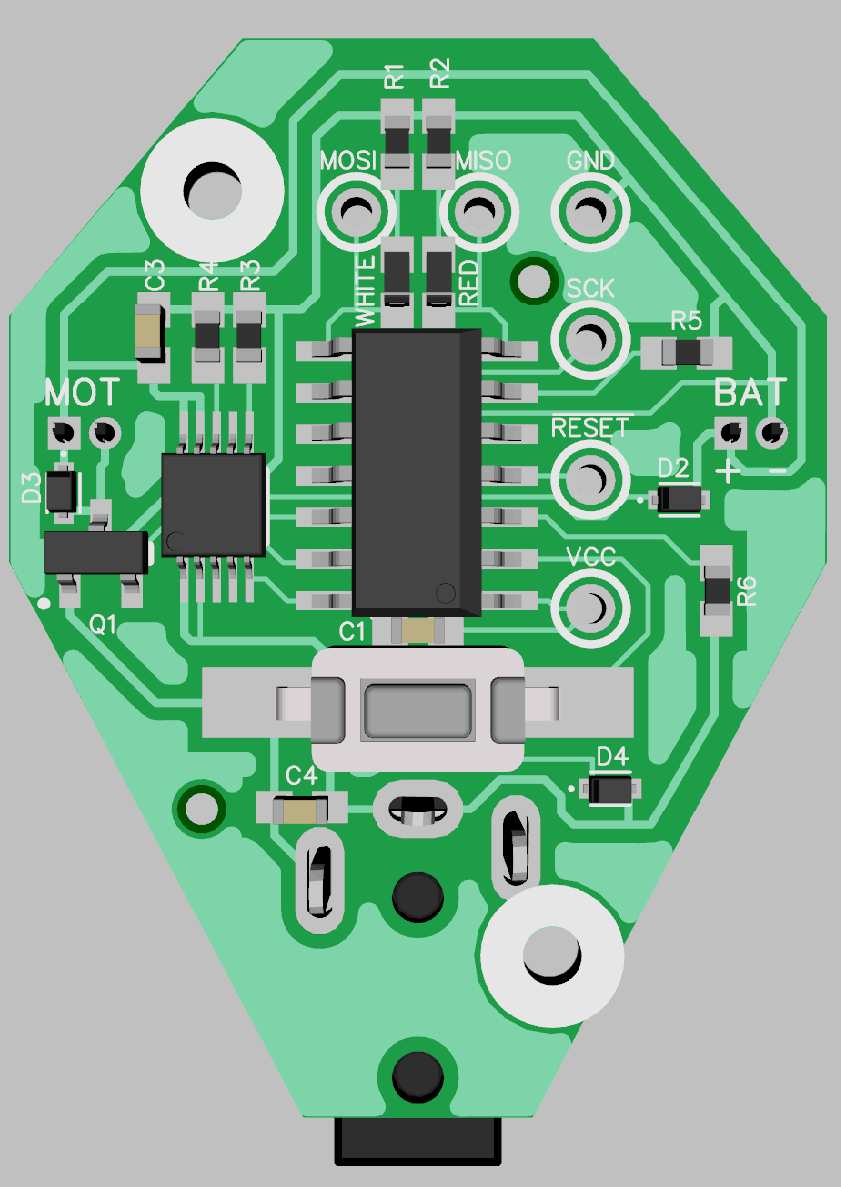 R1
R2
MOSI
MISO
GND
C3
R4
R3
WHITE
RED
SCK
R5
MOT
BAT
RESET
+ -
D3
D2
VCC
R6
Q1
C1
D4
C4